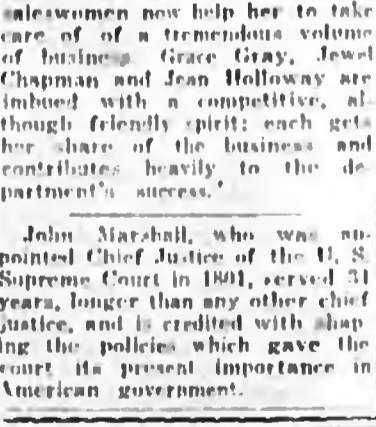 saleswomen now help her to take
care of of a tremendous volume
of business. Grace Gray, Jewel
Chapman and Jean Holloway are
imbued with a competitive, al-
though friendly spirit; each gets
her share of the business and
contributes heavily to the de-
partment's success.'
John Marshall, who was ap-
pointed Chief Justice of the U. S.
Supreme Court in 1801, served 34
years, longer than any other chief
justice, and is credited with shap
ing the policies which gave the
court its present importance in
American government.